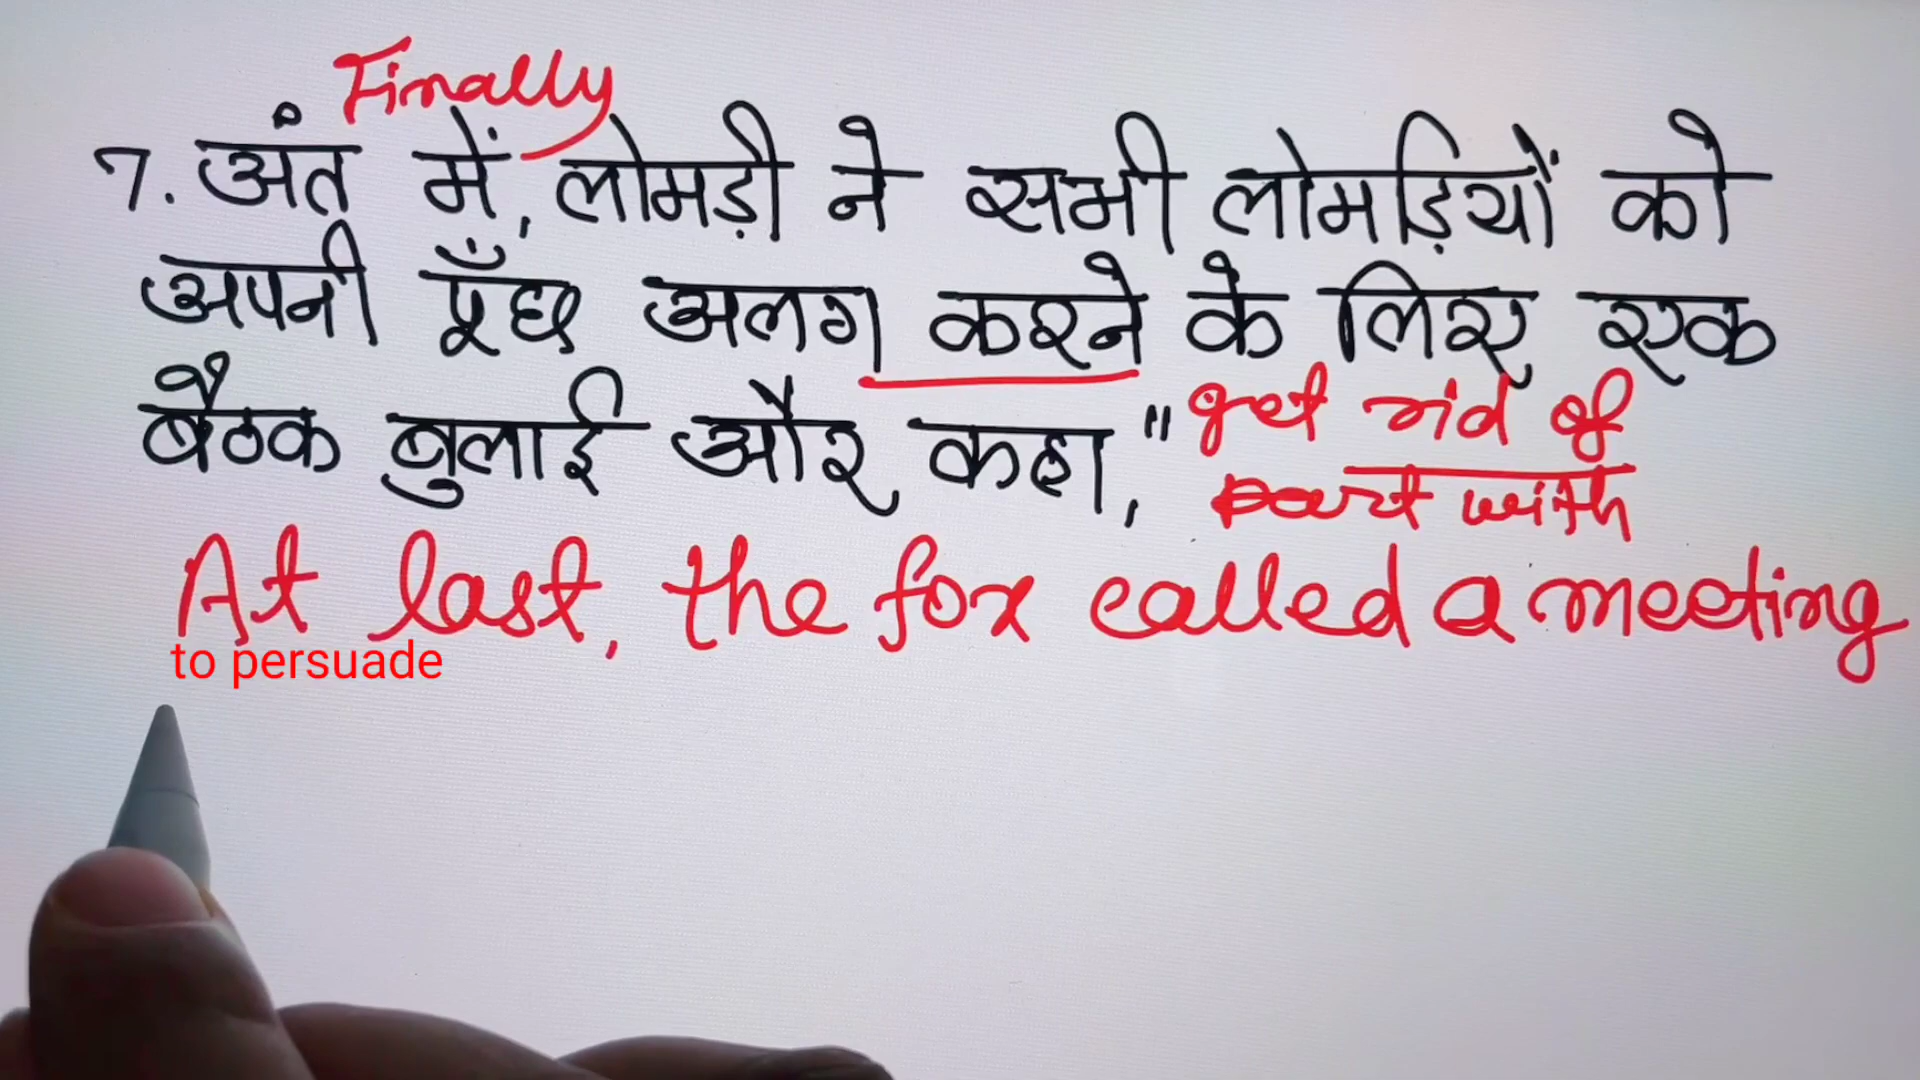 Finally
7. अंत में, लोमड़ी ने सभी लोमड़ियों को
अपनी पूँछ अलग करने के लिए एक
बैठक बुलाई और कहा, "
get rid of
part with
At last, the fox called a meeting
to persuade